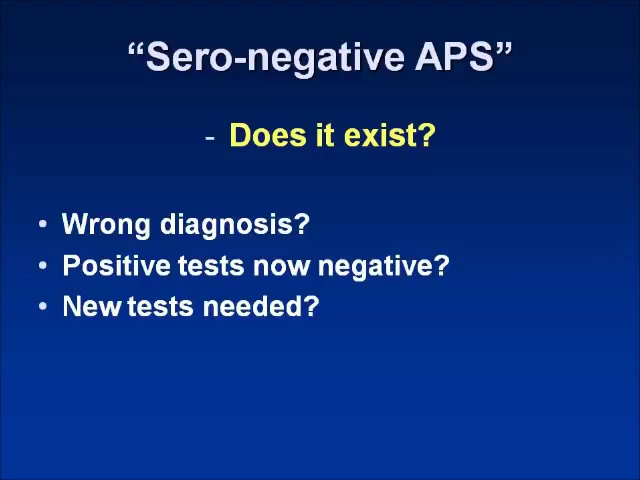 “Sero-negative APS”
- Does it exist?
• Wrong diagnosis?
• Positive tests now negative?
• New tests needed?